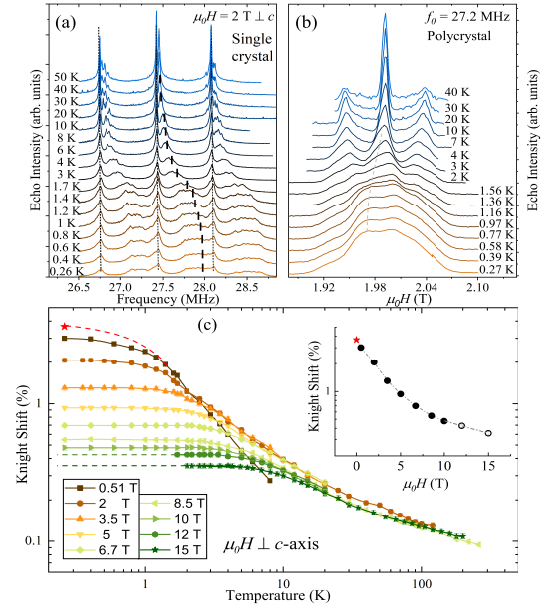 (a)
μ₀H = 2 T ⊥ c
Single
crystal
Echo Intensity (arb. units)
50 K
40 K
30 K
20 K
10 K
8 K
6 K
4 K
3 K
1.7 K
1.4 K
1.2 K
1 K
0.8 K
0.6 K
0.4 K
0.26 K
26.5 27.0 27.5 28.0 28.5
Frequency (MHz)
(b)
f₀ = 27.2 MHz
Polycrystal
Echo Intensity (arb. units)
40 K
30 K
20 K
10 K
7 K
4 K
3 K
2 K
1.56 K
1.36 K
1.16 K
0.97 K
0.77 K
0.58 K
0.39 K
0.27 K
1.92 1.98 2.04 2.10
μ₀H (T)
(c)
Knight Shift (%)
1
0.1
0.51 T
2 T
3.5 T
5 T
6.7 T
8.5 T
10 T
12 T
15 T
μ₀H ⊥ c-axis
1 10 100
Temperature (K)
Knight Shift (%)
1
0 5 10 15
μ₀H (T)